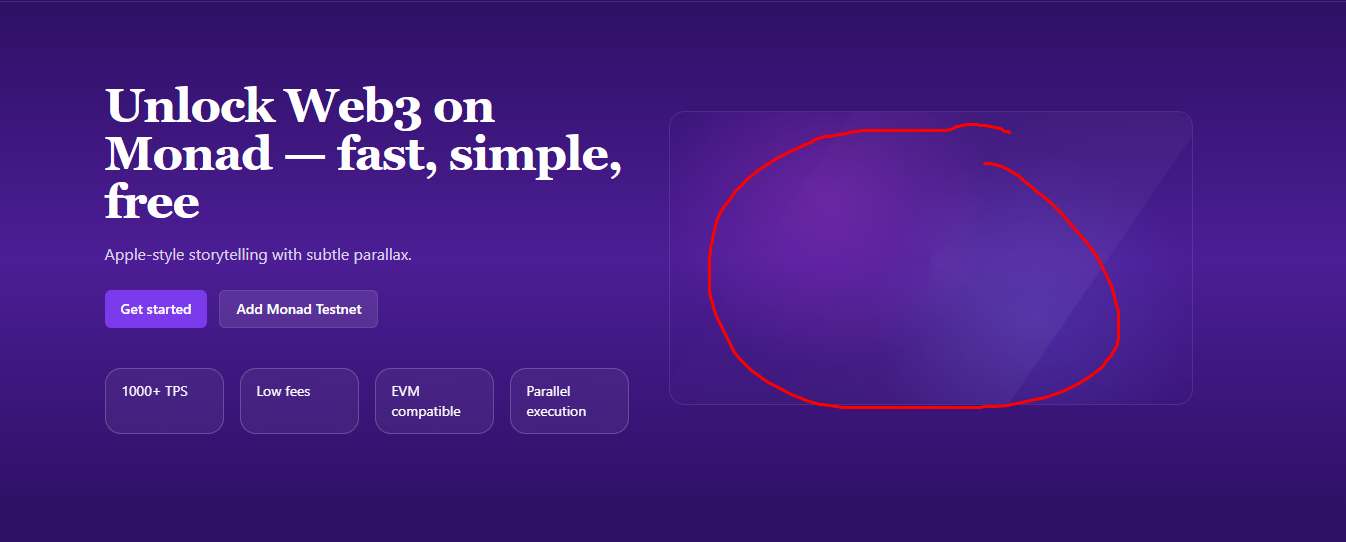 Unlock Web3 on
Monad — fast, simple,
free
Apple-style storytelling with subtle parallax.
Get started
Add Monad Testnet
1000+ TPS
Low fees
EVM
compatible
Parallel
execution